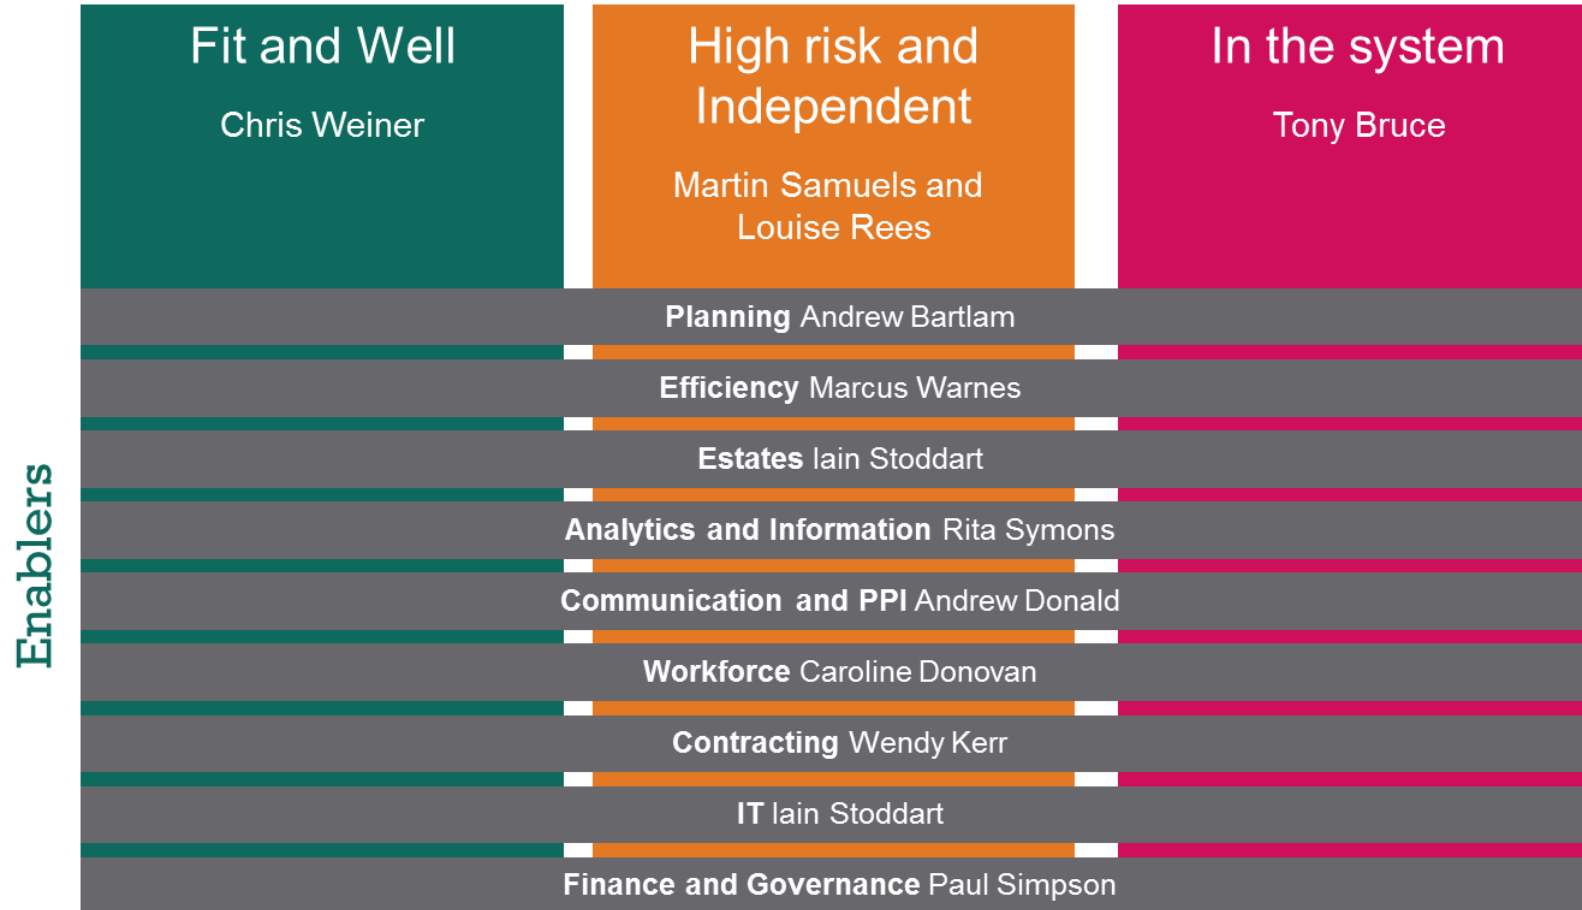 Fit and Well
Chris Weiner
High risk and
Independent
Martin Samuels and
Louise Rees
In the system
Tony Bruce
Enablers
Planning Andrew Bartlam
Efficiency Marcus Warnes
Estates Iain Stoddart
Analytics and Information Rita Symons
Communication and PPI Andrew Donald
Workforce Caroline Donovan
Contracting Wendy Kerr
IT Iain Stoddart
Finance and Governance Paul Simpson